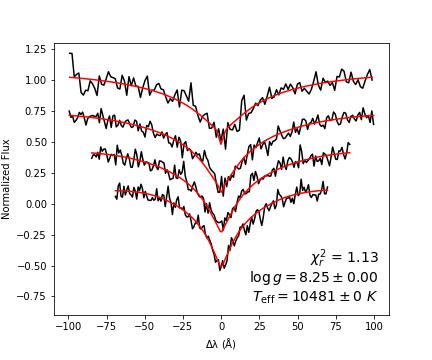 1.25
1.00
0.75
0.50
0.25
0.00
−0.25
−0.50
−0.75
Normalized Flux
χ²ᵣ = 1.13
log g = 8.25 ± 0.00
T_eff = 10481 ± 0 K
−100 −75 −50 −25 0 25 50 75 100
Δλ (Å)